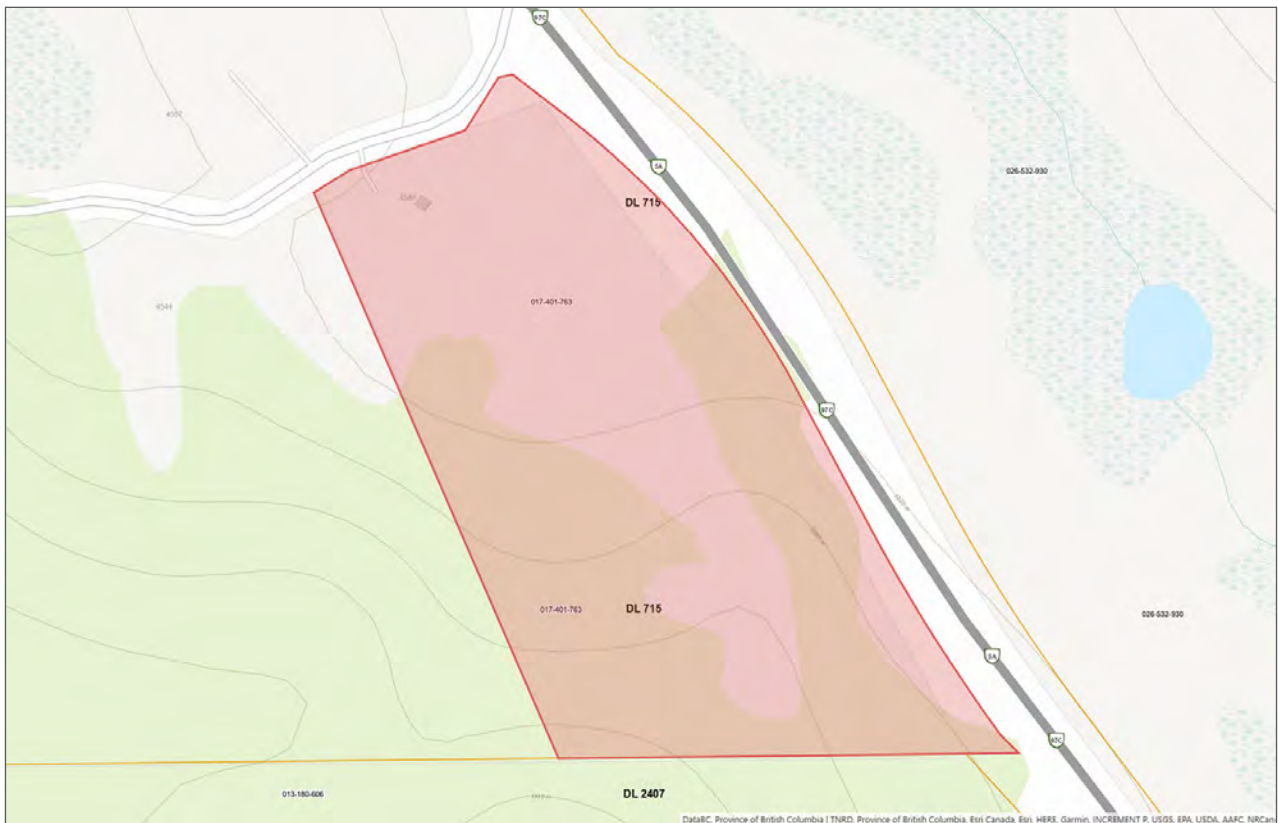 97C
5A
026-532-930
DL 715
017-401-763
4544
97C
017-401-763
DL 715
026-532-930
5A
97C
013-180-606
DL 2407
DataBC, Province of British Columbia | TNRD, Province of British Columbia, Esri Canada, Esri, HERE, Garmin, INCREMENT P, USGS, EPA, USDA, AAFC, NRCan